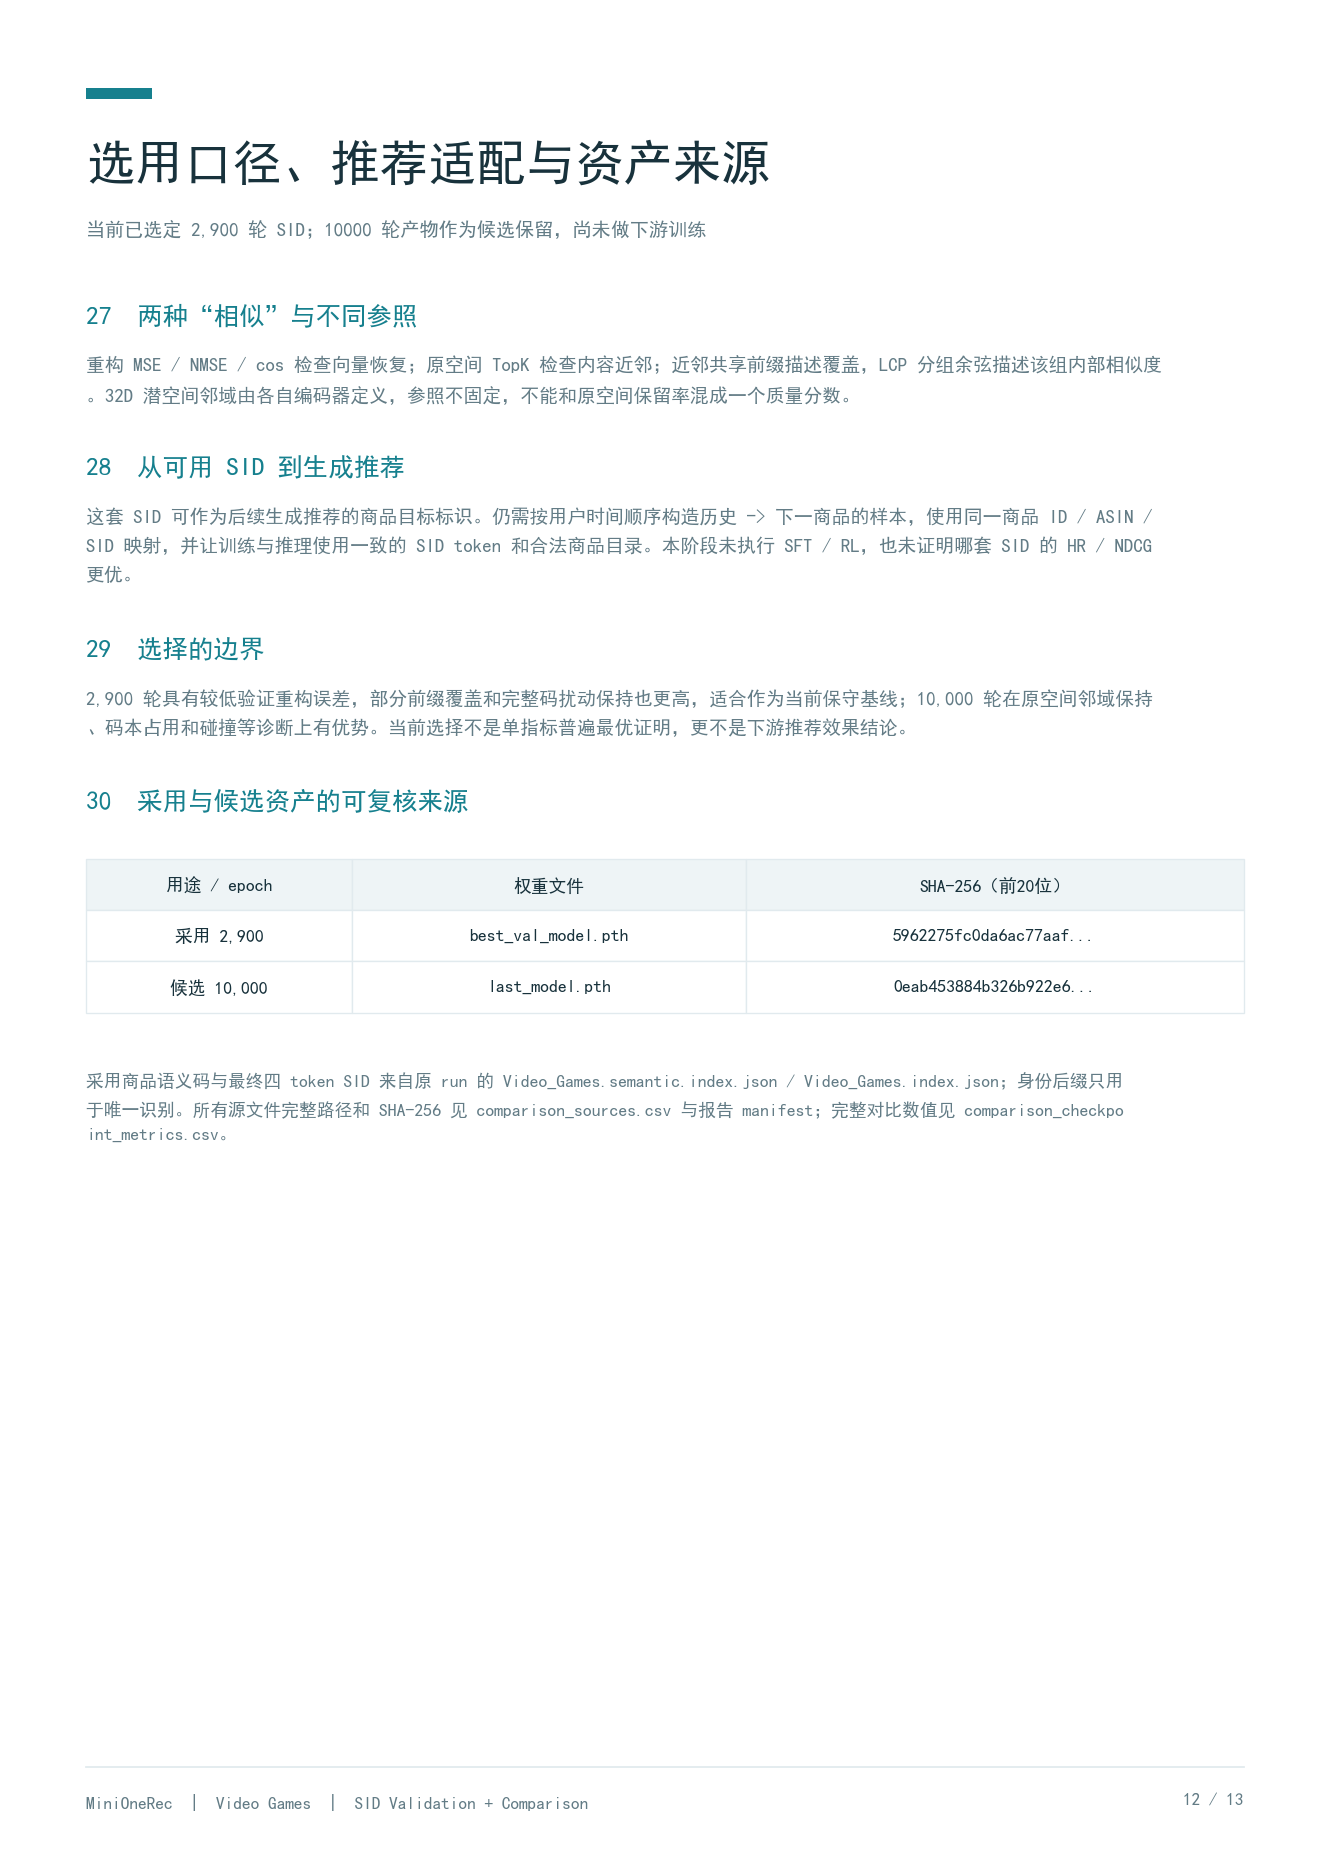 选用口径、推荐适配与资产来源
当前已选定 2,900 轮 SID；10000 轮产物作为候选保留，尚未做下游训练
27 两种“相似”与不同参照
重构 MSE / NMSE / cos 检查向量恢复；原空间 TopK 检查内容近邻；近邻共享前缀描述覆盖，LCP 分组余弦描述该组内部相似度
。32D 潜空间邻域由各自编码器定义，参照不固定，不能和原空间保留率混成一个质量分数。
28 从可用 SID 到生成推荐
这套 SID 可作为后续生成推荐的商品目标标识。仍需按用户时间顺序构造历史 -> 下一商品的样本，使用同一商品 ID / ASIN /
SID 映射，并让训练与推理使用一致的 SID token 和合法商品目录。本阶段未执行 SFT / RL，也未证明哪套 SID 的 HR / NDCG
更优。
29 选择的边界
2,900 轮具有较低验证重构误差，部分前缀覆盖和完整码扰动保持也更高，适合作为当前保守基线；10,000 轮在原空间邻域保持
、码本占用和碰撞等诊断上有优势。当前选择不是单指标普遍最优证明，更不是下游推荐效果结论。
30 采用与候选资产的可复核来源
用途 / epoch 权重文件 SHA-256（前20位）
采用 2,900 best_val_model.pth 5962275fc0da6ac77aaf...
候选 10,000 last_model.pth 0eab453884b326b922e6...
采用商品语义码与最终四 token SID 来自原 run 的 Video_Games.semantic.index.json / Video_Games.index.json；身份后缀只用
于唯一识别。所有源文件完整路径和 SHA-256 见 comparison_sources.csv 与报告 manifest；完整对比数值见 comparison_checkpo
int_metrics.csv。
MiniOneRec | Video Games | SID Validation + Comparison
12 / 13